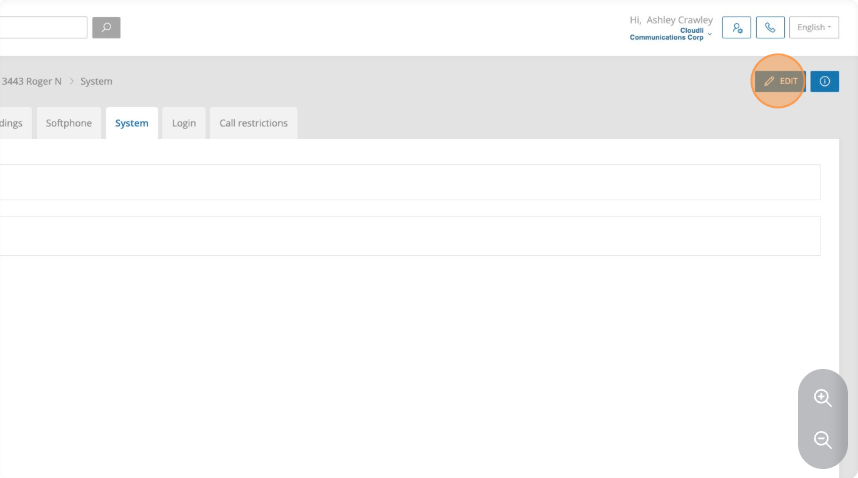 Hi, Ashley Crawley
Cloudli
Communications Corp
English
3443 Roger N > System
EDIT
dings
Softphone
System
Login
Call restrictions